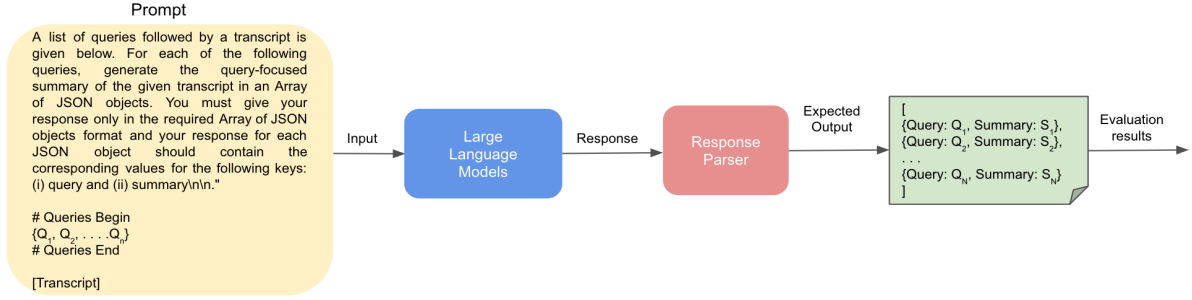 Prompt
A list of queries followed by a transcript is
given below. For each of the following
queries, generate the query-focused
summary of the given transcript in an Array
of JSON objects. You must give your
response only in the required Array of JSON
objects format and your response for each
JSON object should contain the
corresponding values for the following keys:
(i) query and (ii) summary\n\n."
# Queries Begin
{Q1, Q2, . . . .Qn}
# Queries End
[Transcript]
Input
Large
Language
Models
Response
Response
Parser
Expected
Output
[
{Query: Q1, Summary: S1},
{Query: Q2, Summary: S2},
. . .
{Query: QN, Summary: SN}
]
Evaluation
results